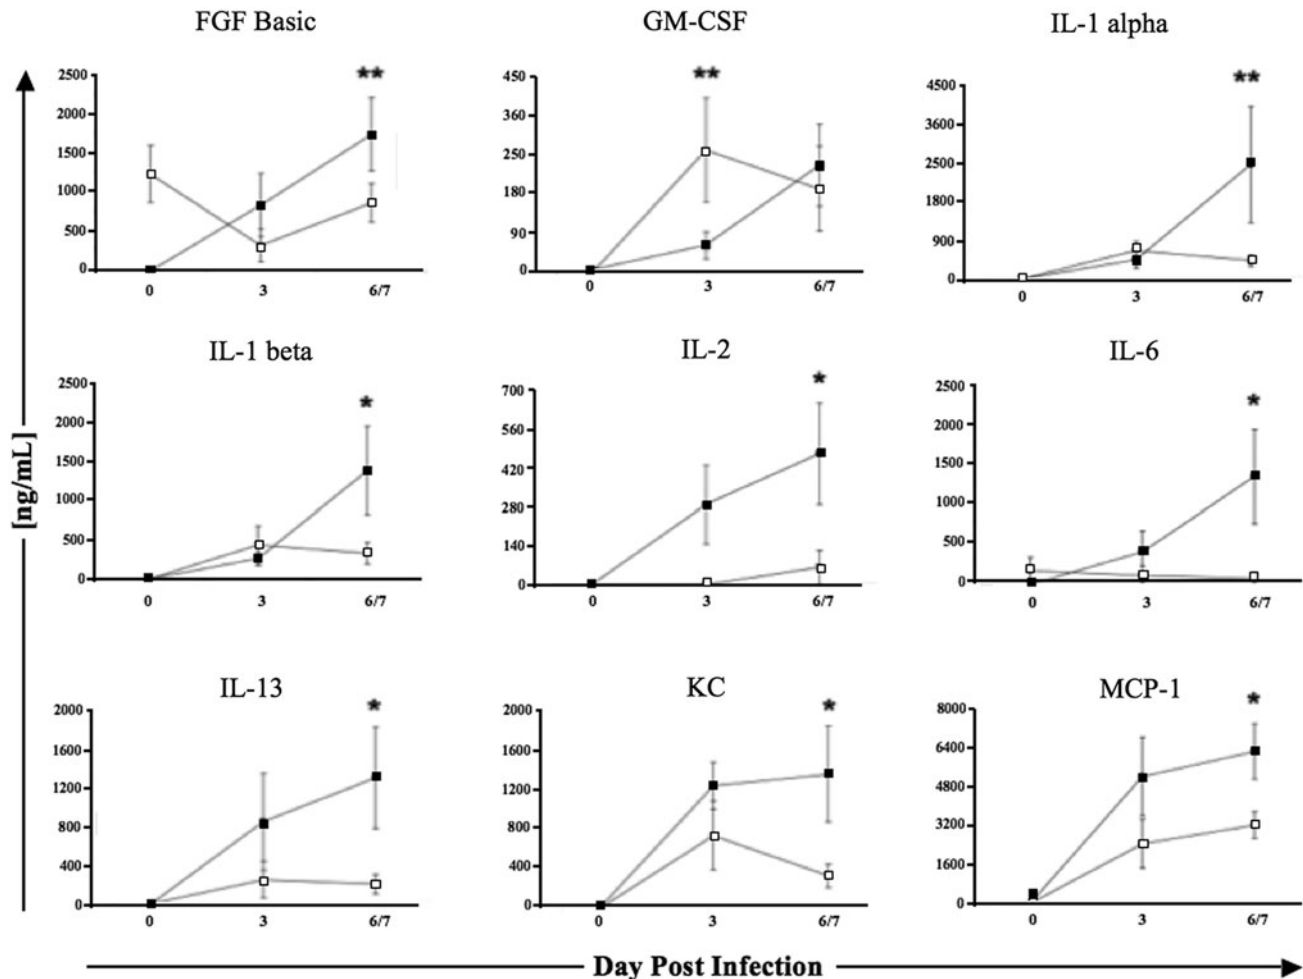 FGF Basic GM-CSF IL-1 alpha
2500 2000 1500 1000 500 0
**
0 3 6/7
450 360 250 180 90 0
**
0 3 6/7
4500 3600 2500 1800 900 0
**
0 3 6/7
IL-1 beta IL-2 IL-6
2500 2000 1500 1000 500 0
*
0 3 6/7
700 560 420 280 140 0
*
0 3 6/7
2500 2000 1500 1000 500 0
*
0 3 6/7
IL-13 KC MCP-1
2000 1600 1200 800 400 0
*
0 3 6/7
2000 1600 1200 800 400 0
*
0 3 6/7
8000 6400 4800 3200 1600 0
*
0 3 6/7
[ng/mL]
Day Post Infection